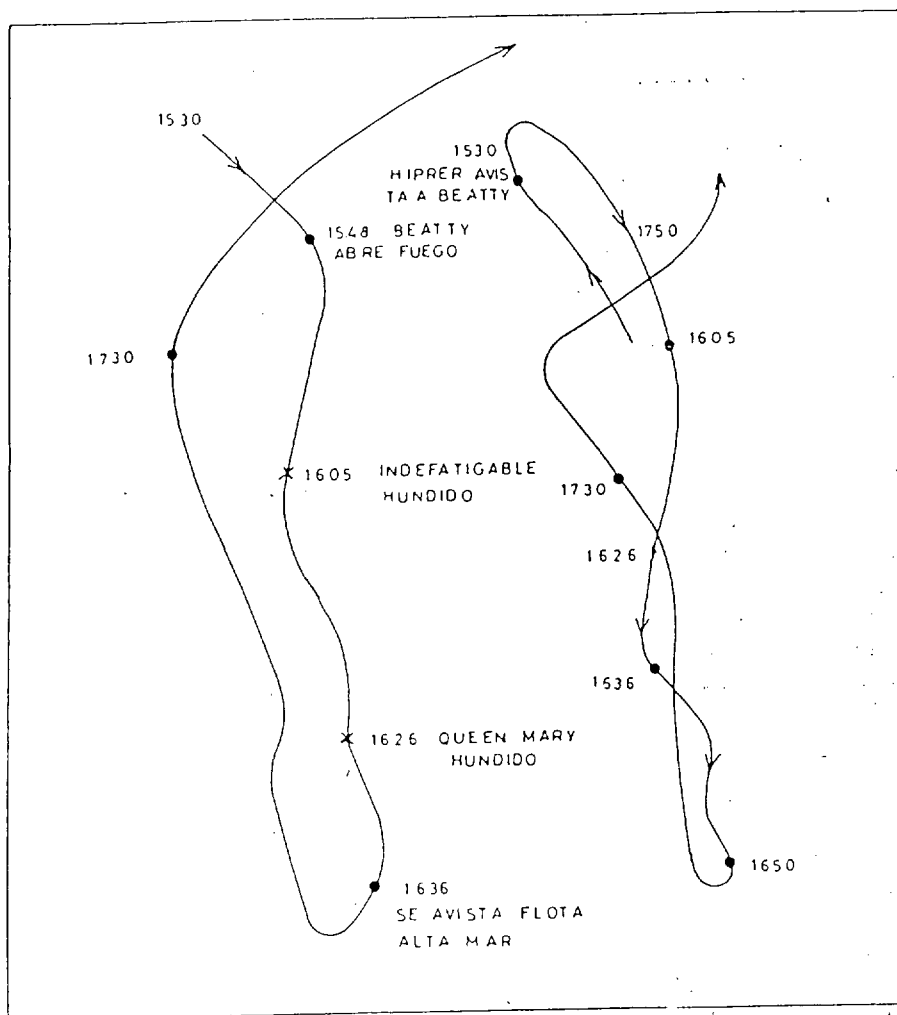 1530
1548 BEATTY
ABRE FUEGO
1730
1605 INDEFATIGABLE
HUNDIDO
1626 QUEEN MARY
HUNDIDO
1636
SE AVISTA FLOTA
ALTA MAR
1530
HIPRER AVIS
TA A BEATTY
1750
1605
1730
1626
1536
1650